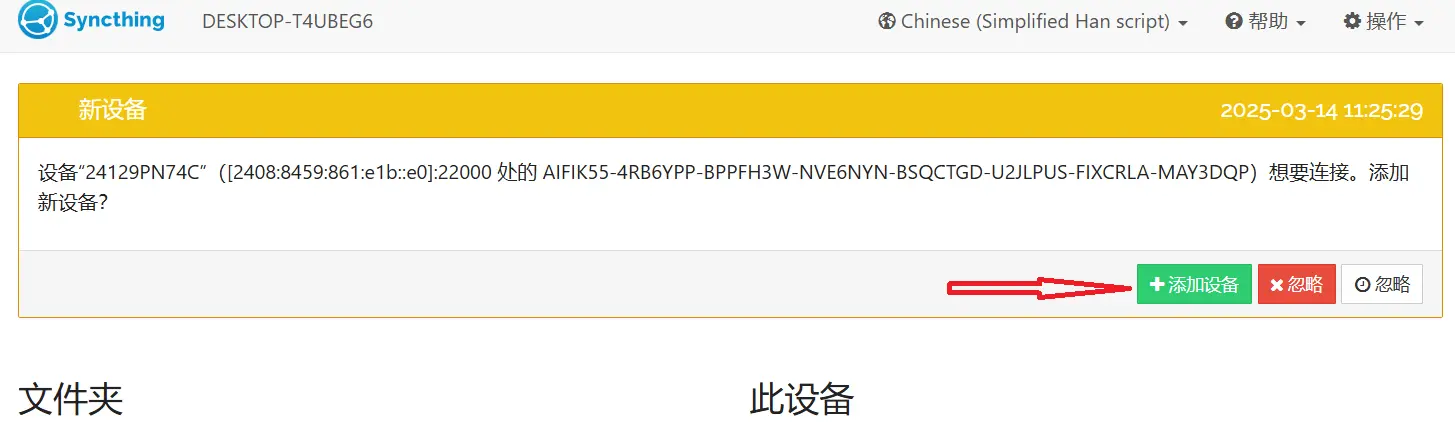 Syncthing DESKTOP-T4UBEG6 Chinese (Simplified Han script) 帮助 操作
新设备 2025-03-14 11:25:29
设备“24129PN74C”（[2408:8459:861:e1b::e0]:22000 处的 AIFIK55-4RB6YPP-BPPFH3W-NVE6NYN-BSQCTGD-U2JLPUS-FIXCRLA-MAY3DQP）想要连接。添加
新设备？
添加设备 忽略 忽略
文件夹 此设备